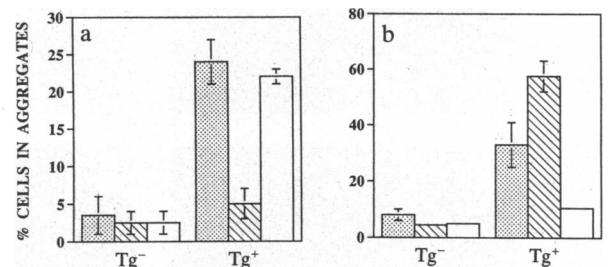 % CELLS IN AGGREGATES
a
30
25
20
15
10
5
0
Tg⁻ Tg⁺
b
80
60
40
20
0
Tg⁻ Tg⁺